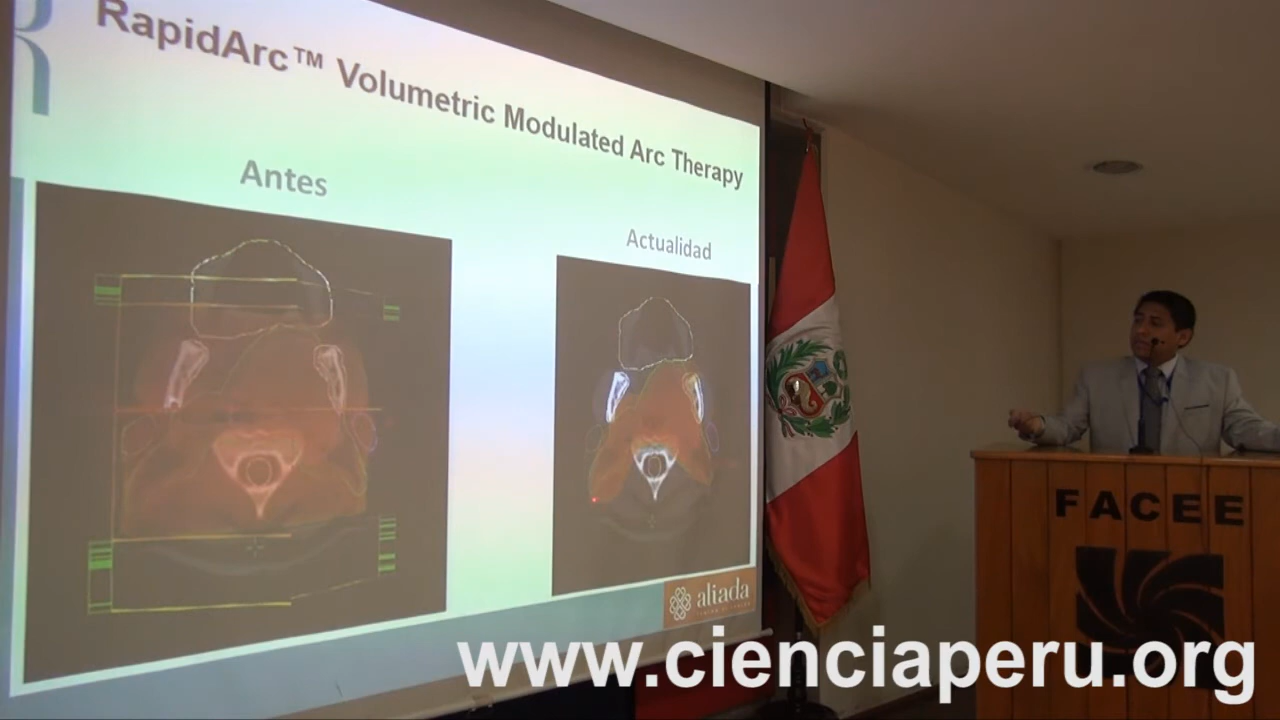 RapidArc™ Volumetric Modulated Arc Therapy
Antes
Actualidad
aliada
FACEE
www.cienciaperu.org